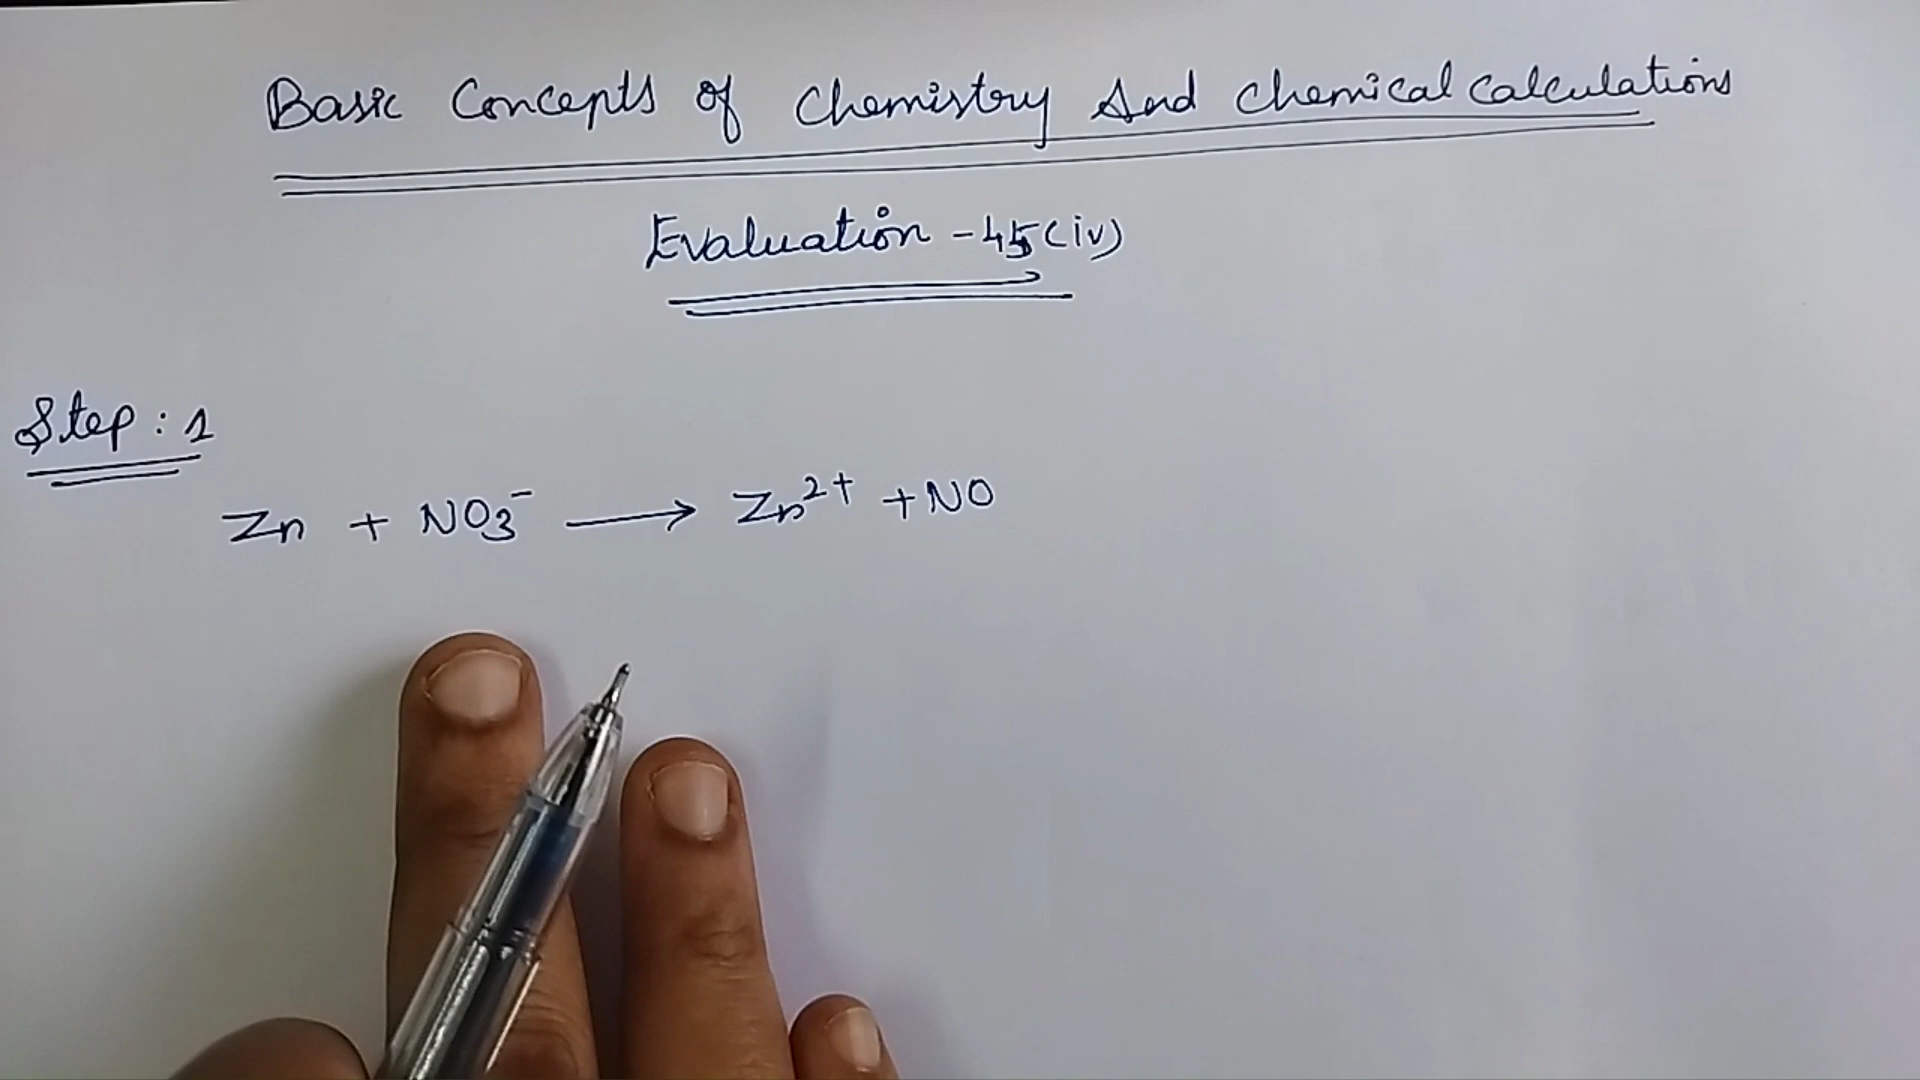 Basic Concepts of Chemistry And Chemical Calculations
Evaluation - 45(iv)
Step : 1
Zn + NO₃⁻ ⟶ Zn²⁺ + NO